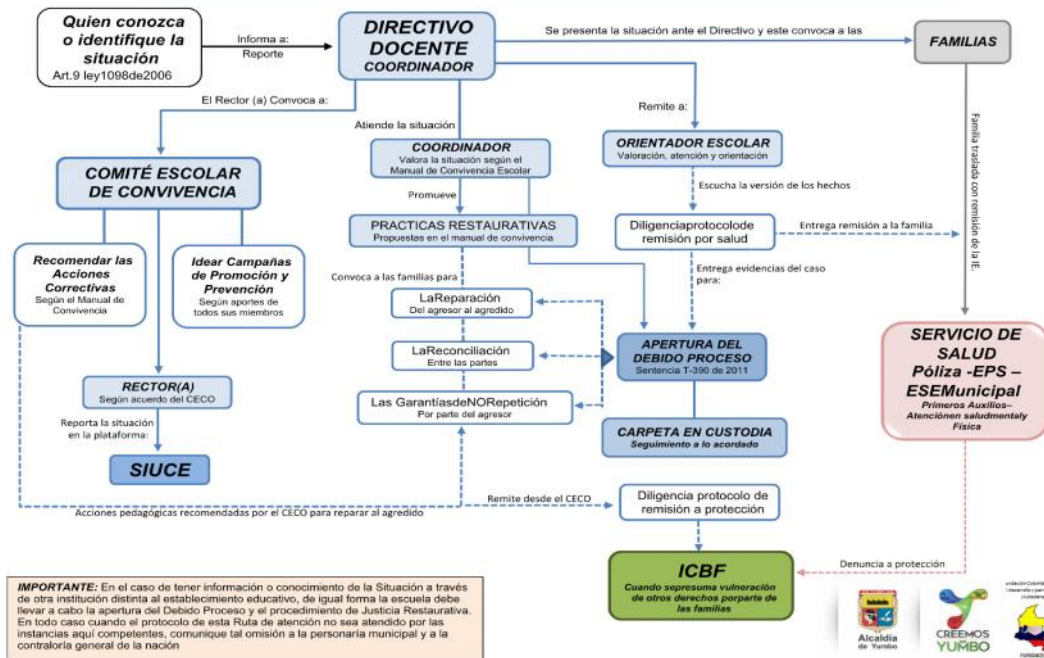 Quien conozca
o identifique la
situación
Art.9 ley1098de2006
Informa a:
Reporte
DIRECTIVO
DOCENTE
COORDINADOR
Se presenta la situación ante el Directivo y este convoca a las
FAMILIAS
El Rector (a) Convoca a:
Atiende la situación
Remite a:
COMITÉ ESCOLAR
DE CONVIVENCIA
COORDINADOR
Valora la situación según el
Manual de Convivencia Escolar
ORIENTADOR ESCOLAR
Valoración, atención y orientación
Familia traslada con remisión de la IE.
Promueve
Escucha la versión de los hechos
PRACTICAS RESTAURATIVAS
Propuestas en el manual de convivencia
Diligenciaprotocolode
remisión por salud
Entrega remisión a la familia
Recomendar las
Acciones
Correctivas
Según el Manual de
Convivencia
Idear Campañas
de Promoción y
Prevención
Según aportes de
todos sus miembros
Convoca a las familias para
Entrega evidencias del caso
para:
LaReparación
Del agresor al agredido
LaReconciliación
Entre las partes
Las GarantíasdeNORepetición
Por parte del agresor
APERTURA DEL
DEBIDO PROCESO
Sentencia T-390 de 2011
CARPETA EN CUSTODIA
Seguimiento a lo acordado
SERVICIO DE
SALUD
Póliza -EPS –
ESEMunicipal
Primeros Auxilios–
Atenciónen saludmentaly
Física
RECTOR(A)
Según acuerdo del CECO
Reporta la situación
en la plataforma:
SIUCE
Acciones pedagógicas recomendadas por el CECO para reparar al agredido
Remite desde el CECO
Diligencia protocolo de
remisión a protección
ICBF
Cuando sepresuma vulneración
de otros derechos porparte de
las familias
Denuncia a protección
IMPORTANTE: En el caso de tener información o conocimiento de la Situación a través
de otra institución distinta al establecimiento educativo, de igual forma la escuela debe
llevar a cabo la apertura del Debido Proceso y el procedimiento de Justicia Restaurativa.
En todo caso cuando el protocolo de esta Ruta de atención no sea atendido por las
instancias aquí competentes, comunique tal omisión a la personaría municipal y a la
contraloría general de la nación
Alcaldía
de Yumbo
CREEMOS
YUMBO